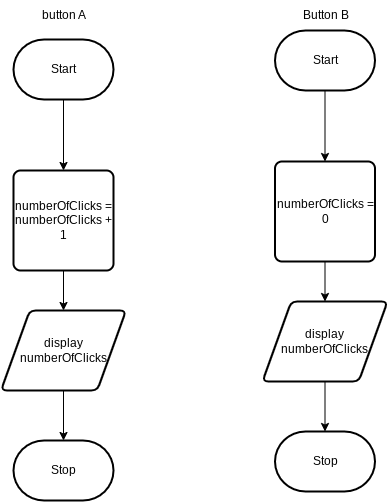 button A
Start
numberOfClicks =
numberOfClicks +
1
display
numberOfClicks
Stop
Button B
Start
numberOfClicks =
0
display
numberOfClicks
Stop